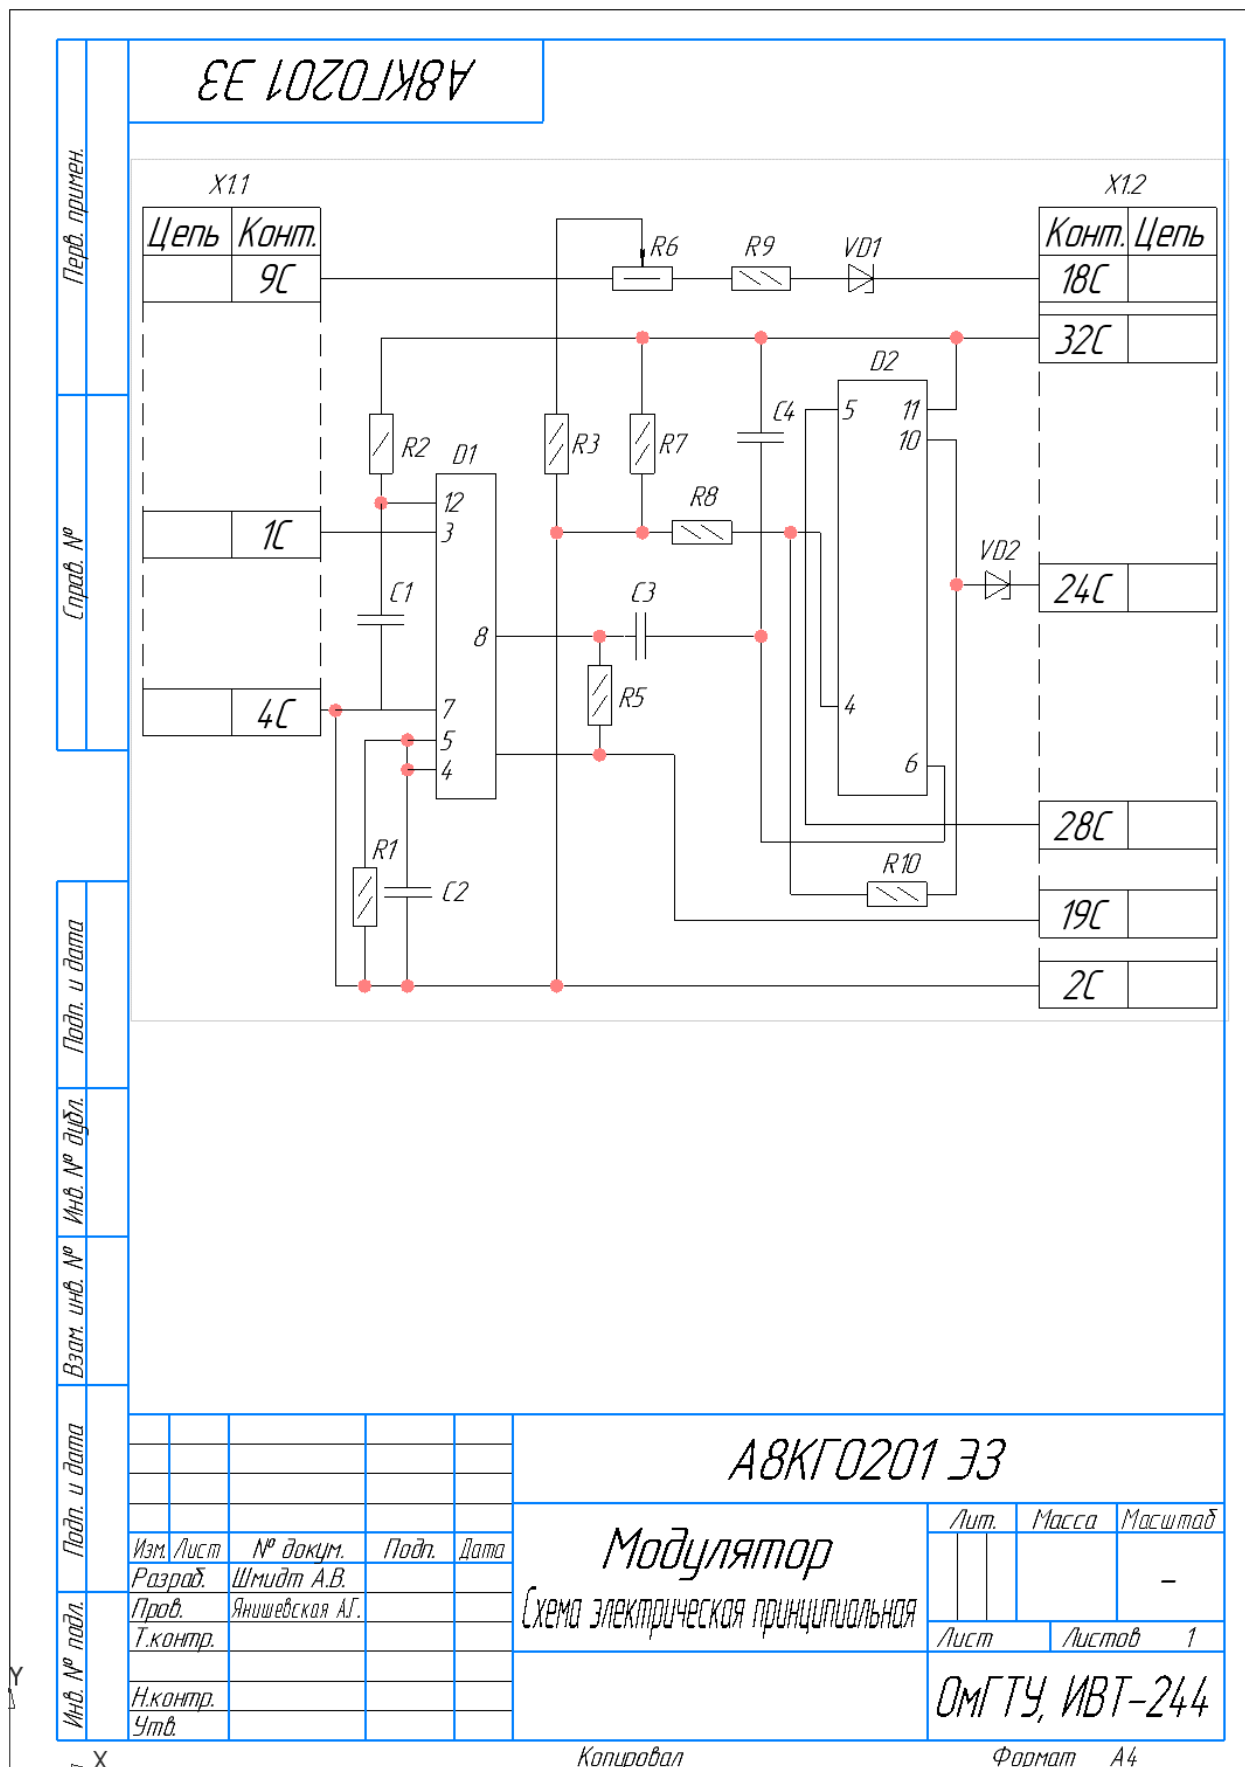 А8КГ0201 Э3
Перв. примен.
Справ. №
Подп. и дата
Инв. № дубл.
Взам. инв. №
Подп. и дата
Инв. № подл.
X1.1
Цепь Конт.
9С
1С
4С
X1.2
Конт. Цепь
18С
32С
24С
28С
19С
2С
R6 R9 VD1
D2
5 11
10
4
6
C4
R2 D1 R3 R7
12
3
8
7
5
4
R8
VD2
C1 C3
R5
R1 C2
R10
А8КГ0201 Э3
Модулятор
Схема электрическая принципиальная
Лит. Масса Масштаб
–
Лист Листов 1
ОмГТУ, ИВТ-244
Изм. Лист № докум. Подп. Дата
Разраб. Шмидт А.В.
Пров. Янишевская А.Г.
Т.контр.
Н.контр.
Утв.
Копировал Формат А4
Y
X